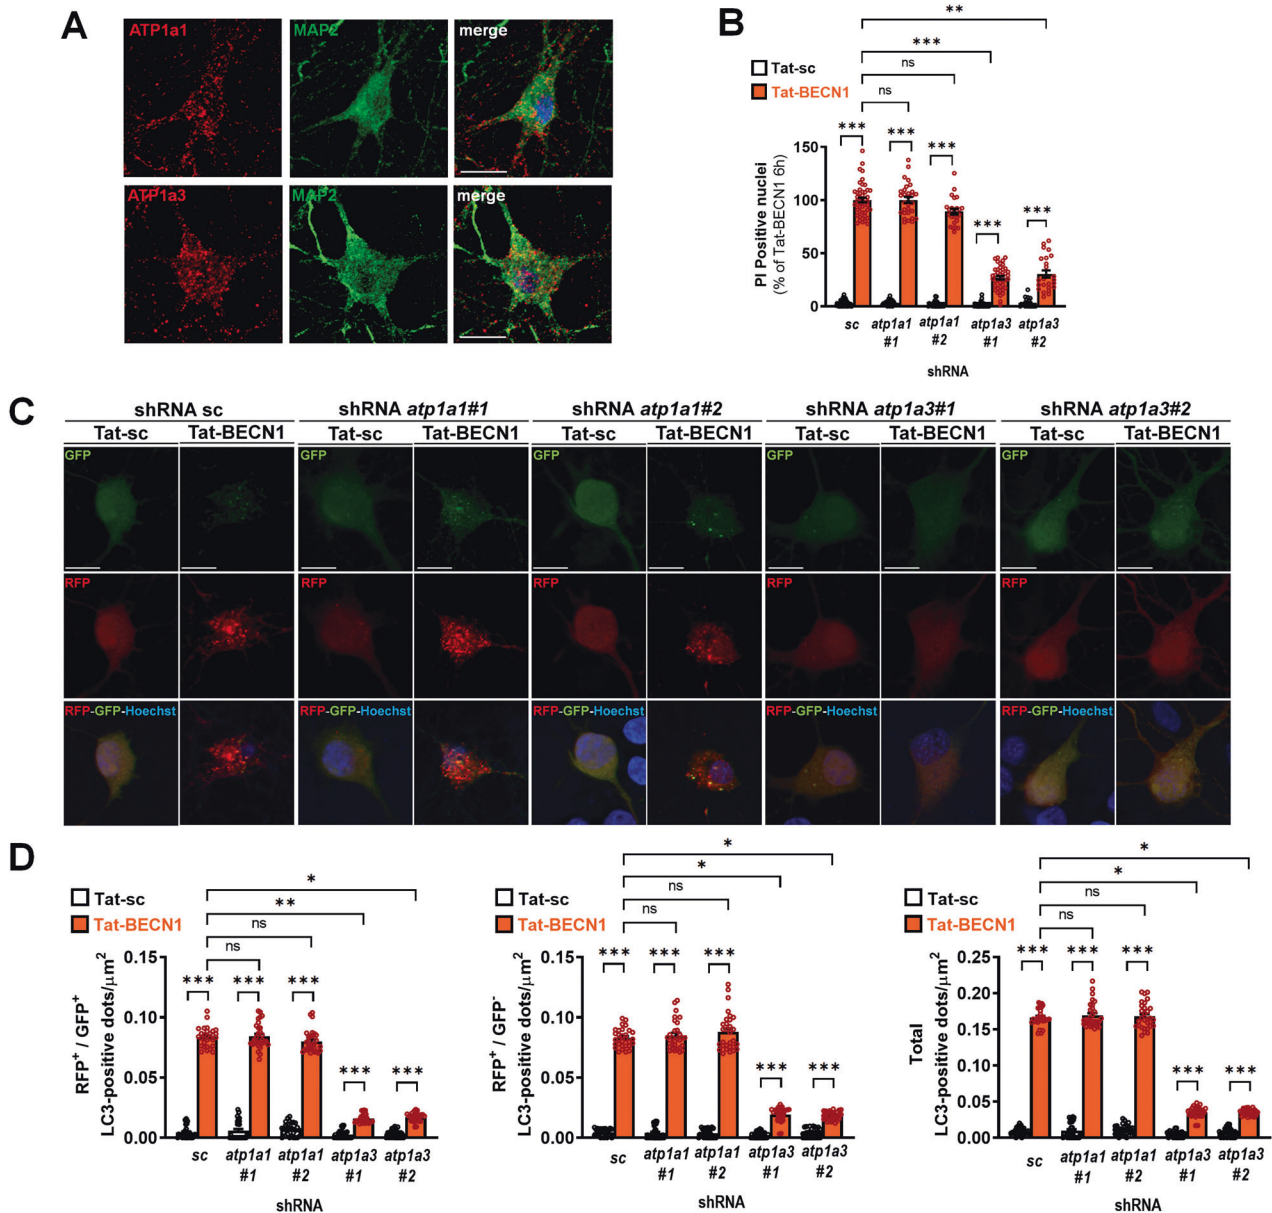 A
ATP1a1
MAP2
merge
ATP1a3
MAP2
merge
B
Tat-sc
Tat-BECN1
**
***
ns
ns
*** *** *** *** ***
PI Positive nuclei
(% of Tat-BECN1 6h)
150
100
50
0
sc atp1a1 #1 atp1a1 #2 atp1a3 #1 atp1a3 #2
shRNA
C
shRNA sc shRNA atp1a1#1 shRNA atp1a1#2 shRNA atp1a3#1 shRNA atp1a3#2
Tat-sc Tat-BECN1 Tat-sc Tat-BECN1 Tat-sc Tat-BECN1 Tat-sc Tat-BECN1 Tat-sc Tat-BECN1
GFP GFP GFP GFP GFP
RFP RFP RFP RFP RFP
RFP-GFP-Hoechst RFP-GFP-Hoechst RFP-GFP-Hoechst RFP-GFP-Hoechst RFP-GFP-Hoechst
D
Tat-sc
Tat-BECN1
*
**
ns
ns
*** *** *** *** ***
RFP⁺ / GFP⁺
LC3-positive dots/μm²
0.15
0.10
0.05
0.00
sc atp1a1 #1 atp1a1 #2 atp1a3 #1 atp1a3 #2
shRNA
Tat-sc
Tat-BECN1
*
*
ns
ns
*** *** *** *** ***
RFP⁺ / GFP⁻
LC3-positive dots/μm²
0.15
0.10
0.05
0.00
sc atp1a1 #1 atp1a1 #2 atp1a3 #1 atp1a3 #2
shRNA
Tat-sc
Tat-BECN1
*
*
ns
ns
*** *** *** *** ***
Total
LC3-positive dots/μm²
0.25
0.20
0.15
0.10
0.05
0.00
sc atp1a1 #1 atp1a1 #2 atp1a3 #1 atp1a3 #2
shRNA